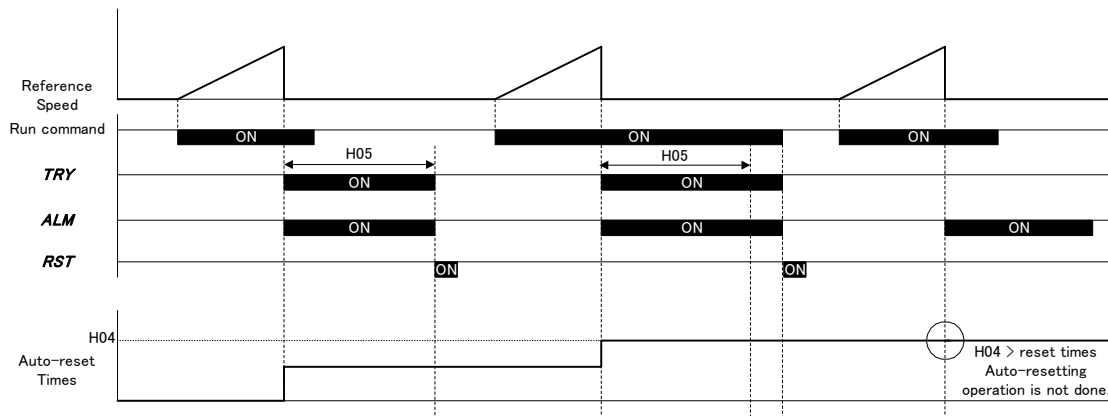 Reference
Speed
Run command
ON
ON
ON
H05
H05
TRY
ON
ON
ALM
ON
ON
ON
RST
ON
ON
H04
Auto-reset
Times
H04 > reset times
Auto-resetting
operation is not done.